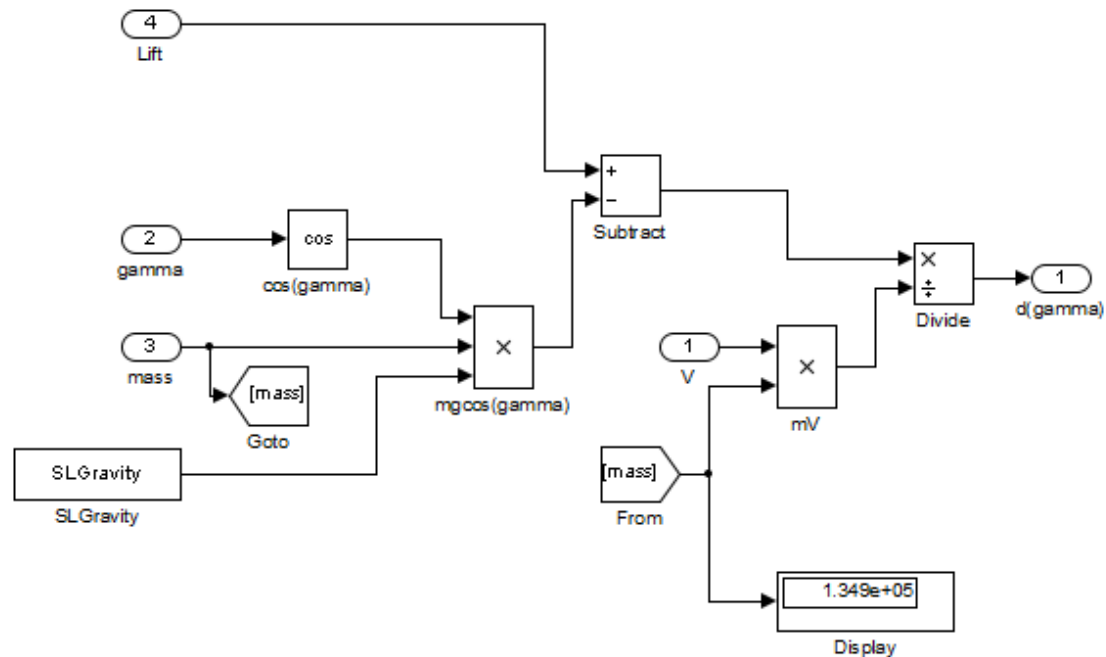 4
Lift
+
−
Subtract
2
gamma
cos
cos(gamma)
×
÷
Divide
1
d(gamma)
3
mass
[mass]
Goto
×
mgcos(gamma)
1
V
×
mV
SLGravity
SLGravity
[mass]
From
1.349e+05
Display